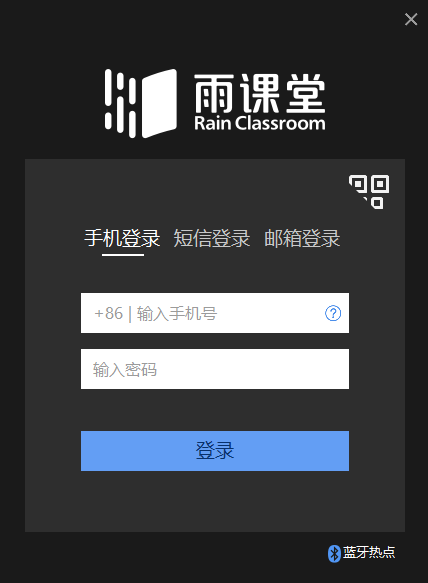 雨课堂
Rain Classroom
手机登录 短信登录 邮箱登录
+86 | 输入手机号 ?
输入密码
登录
蓝牙热点